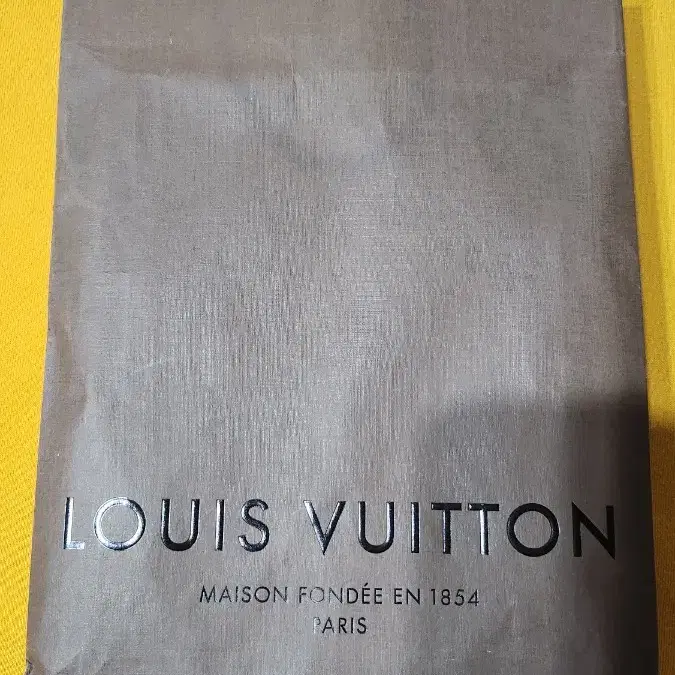 LOUIS VUITTON
MAISON FONDÉE EN 1854
PARIS